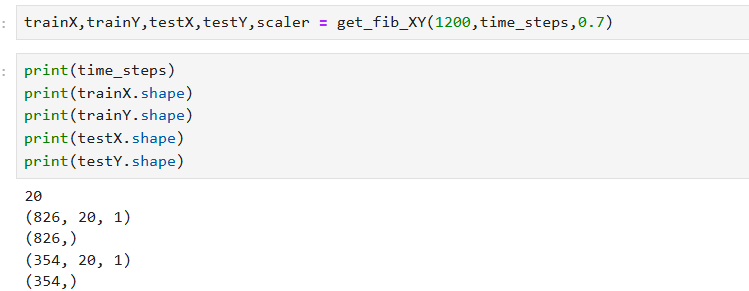 : trainX,trainY,testX,testY,scaler = get_fib_XY(1200,time_steps,0.7)
: print(time_steps)
print(trainX.shape)
print(trainY.shape)
print(testX.shape)
print(testY.shape)
20
(826, 20, 1)
(826,)
(354, 20, 1)
(354,)